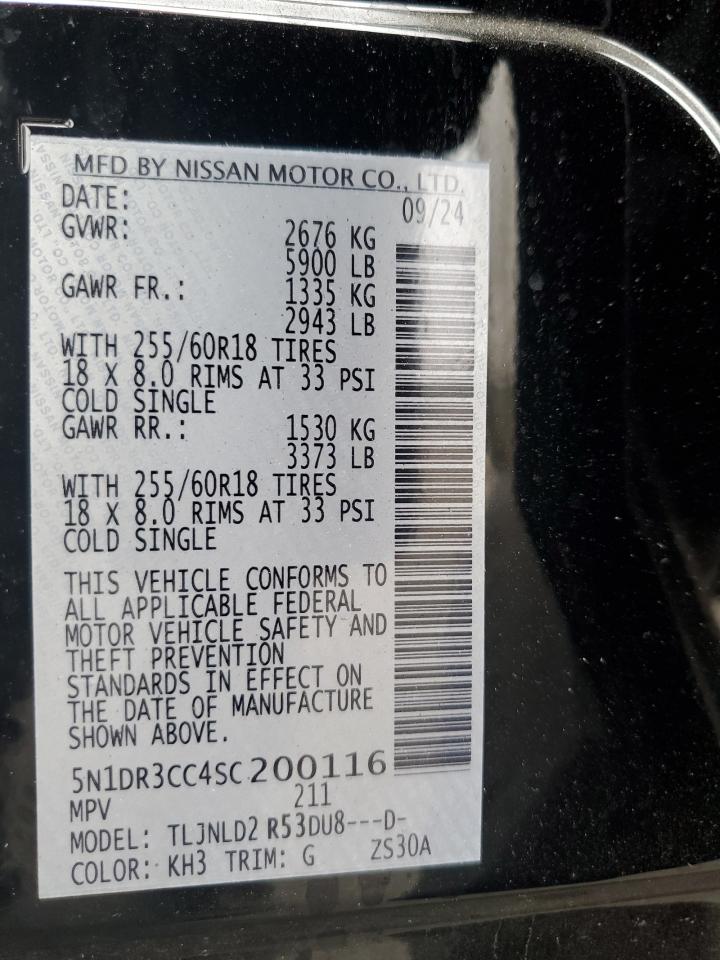 MFD BY NISSAN MOTOR CO., LTD.
DATE: 09/24
GVWR: 2676 KG
5900 LB
GAWR FR.: 1335 KG
2943 LB
WITH 255/60R18 TIRES
18 X 8.0 RIMS AT 33 PSI
COLD SINGLE
GAWR RR.: 1530 KG
3373 LB
WITH 255/60R18 TIRES
18 X 8.0 RIMS AT 33 PSI
COLD SINGLE
THIS VEHICLE CONFORMS TO
ALL APPLICABLE FEDERAL
MOTOR VEHICLE SAFETY AND
THEFT PREVENTION
STANDARDS IN EFFECT ON
THE DATE OF MANUFACTURE
SHOWN ABOVE.
5N1DR3CC4SC200116
MPV 211
MODEL: TLJNLD2 R53DU8---D-
COLOR: KH3 TRIM: G ZS30A